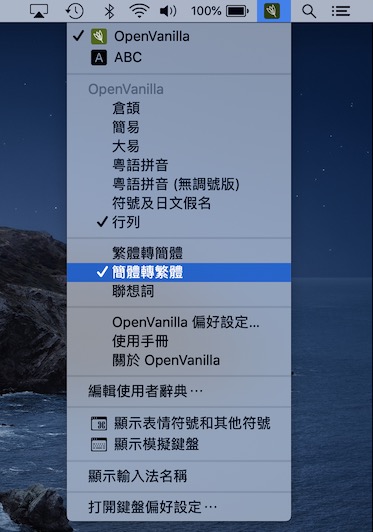 100%
OpenVanilla
A ABC
OpenVanilla
倉頡
簡易
大易
粵語拼音
粵語拼音 (無調號版)
符號及日文假名
行列
繁體轉簡體
簡體轉繁體
聯想詞
OpenVanilla 偏好設定...
使用手冊
關於 OpenVanilla
編輯使用者辭典⋯
顯示表情符號和其他符號
顯示模擬鍵盤
顯示輸入法名稱
打開鍵盤偏好設定⋯